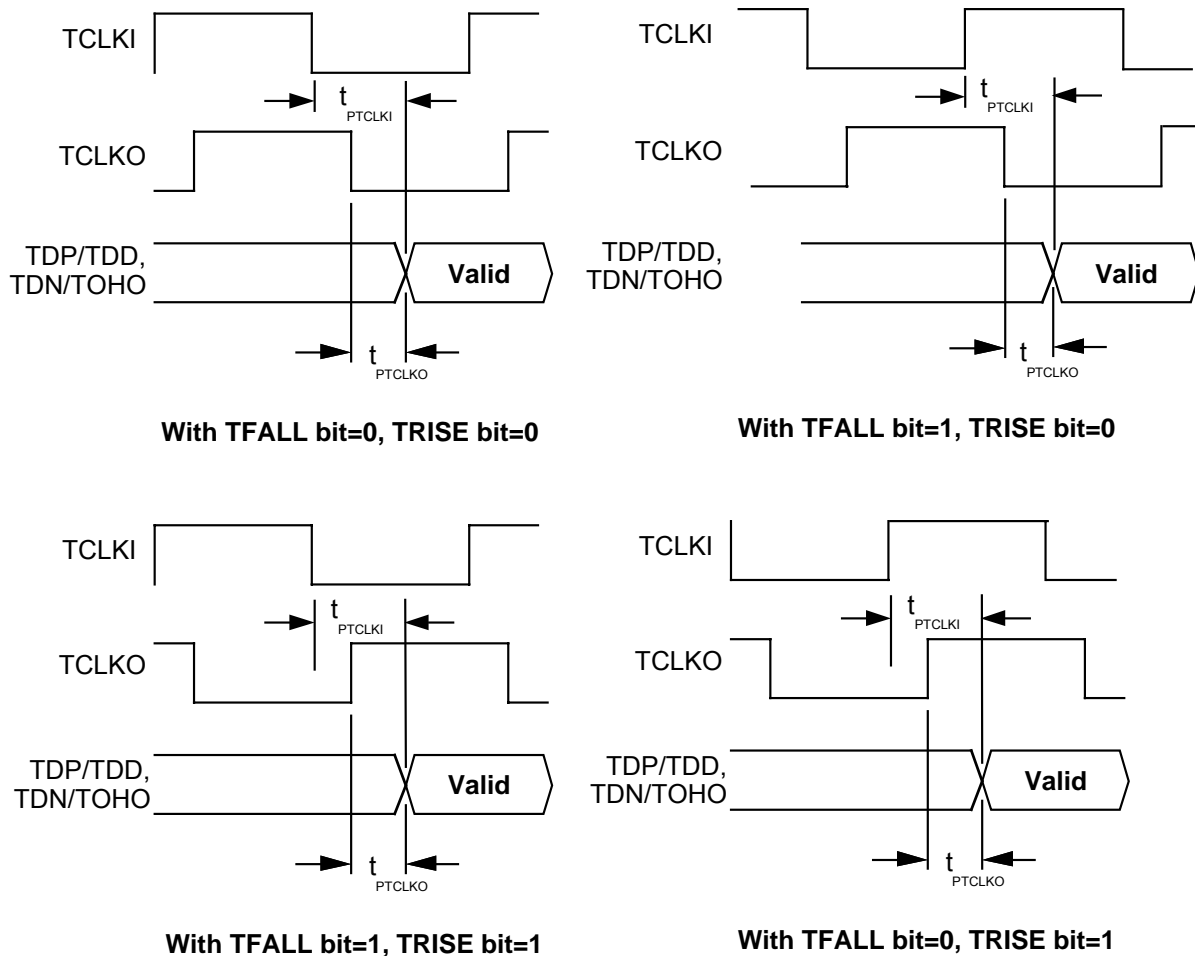 TCLKI
t
PTCLKI
TCLKO
TDP/TDD,
TDN/TOHO
Valid
t
PTCLKO
With TFALL bit=0, TRISE bit=0
TCLKI
t
PTCLKI
TCLKO
TDP/TDD,
TDN/TOHO
Valid
t
PTCLKO
With TFALL bit=1, TRISE bit=0
TCLKI
t
PTCLKI
TCLKO
TDP/TDD,
TDN/TOHO
Valid
t
PTCLKO
With TFALL bit=1, TRISE bit=1
TCLKI
t
PTCLKI
TCLKO
TDP/TDD,
TDN/TOHO
Valid
t
PTCLKO
With TFALL bit=0, TRISE bit=1